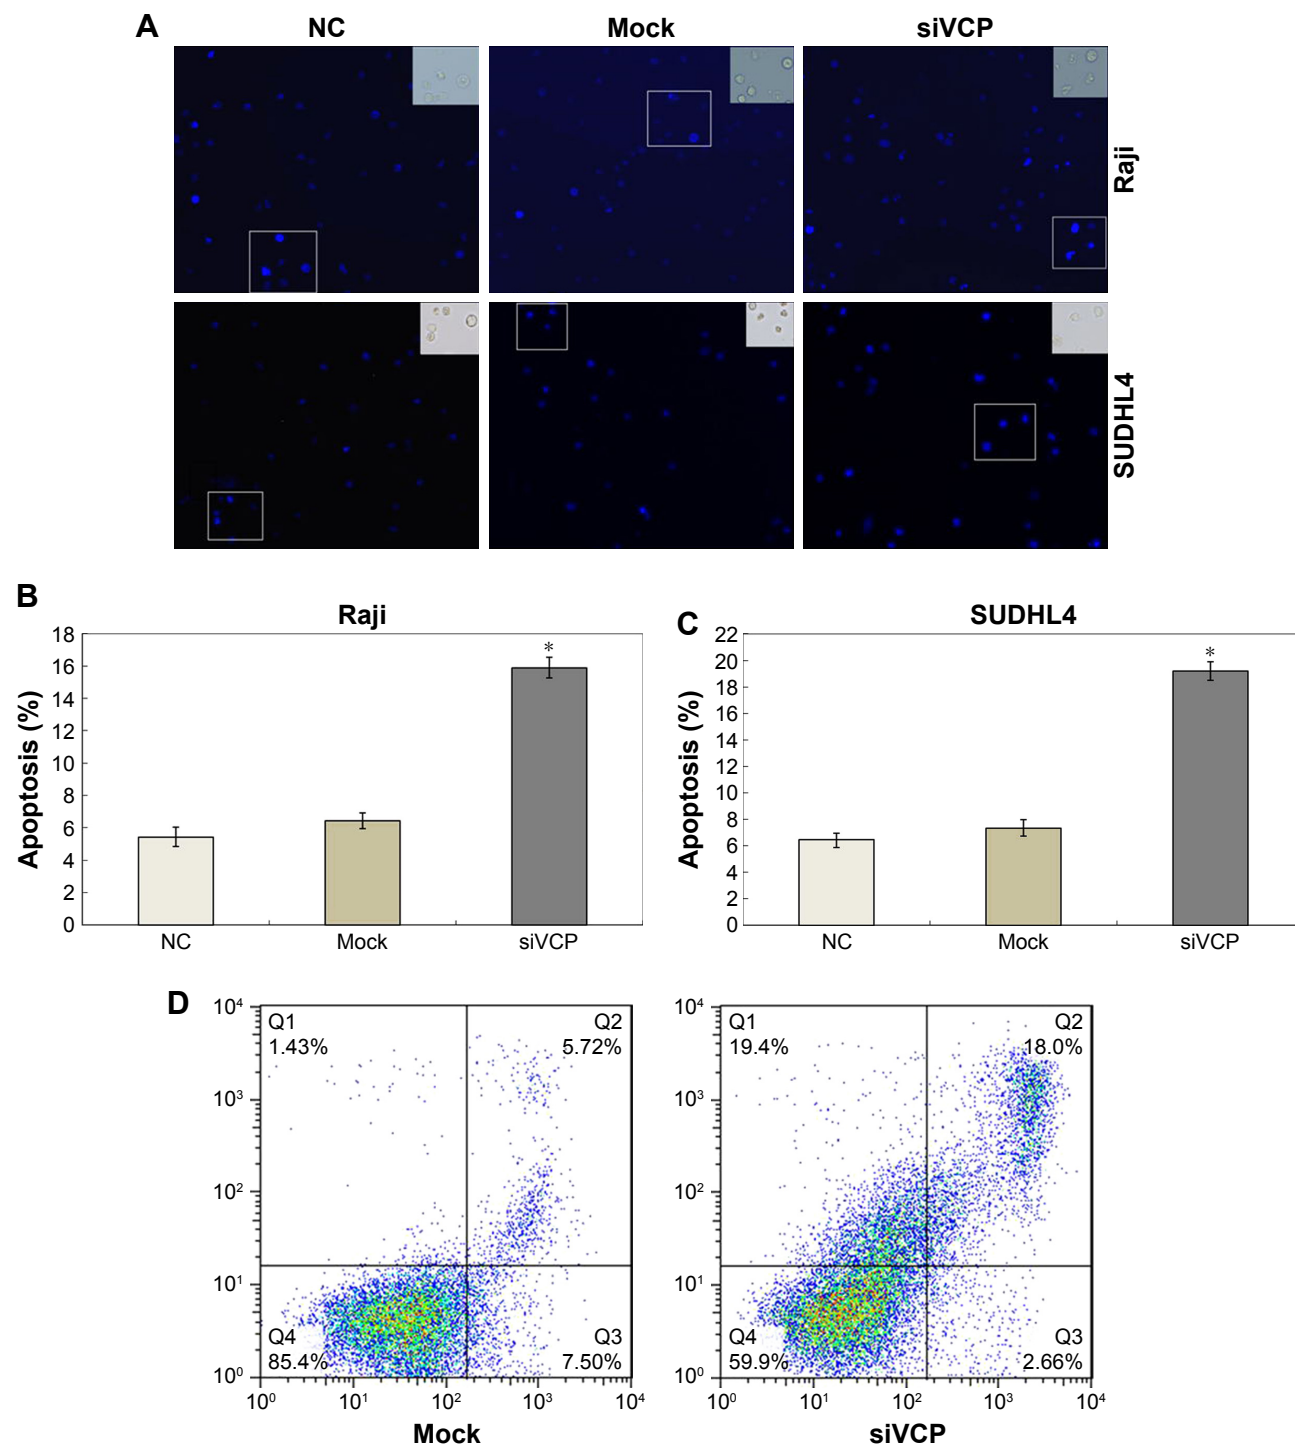 A
NC
Mock
siVCP
Raji
SUDHL4
B
Raji
Apoptosis (%)
18
16
14
12
10
8
6
4
2
0
*
NC
Mock
siVCP
C
SUDHL4
Apoptosis (%)
22
20
18
16
14
12
10
8
6
4
2
0
*
NC
Mock
siVCP
D
10⁴
10³
10²
10¹
10⁰
Q1
1.43%
Q2
5.72%
Q4
85.4%
Q3
7.50%
10⁰
10¹
10²
10³
10⁴
Mock
10⁴
10³
10²
10¹
10⁰
Q1
19.4%
Q2
18.0%
Q4
59.9%
Q3
2.66%
10⁰
10¹
10²
10³
10⁴
siVCP